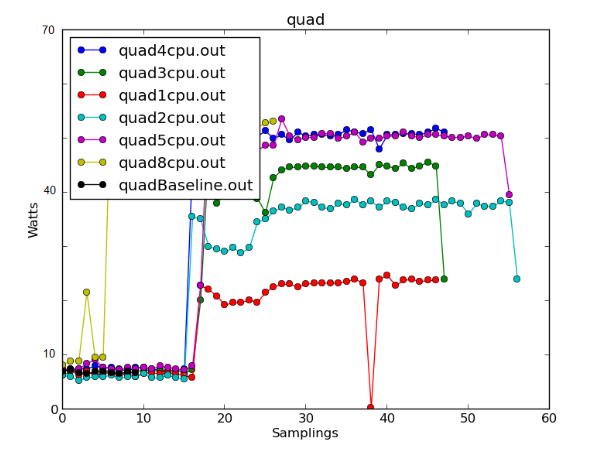 quad
70
40
10
0
Watts
quad4cpu.out
quad3cpu.out
quad1cpu.out
quad2cpu.out
quad5cpu.out
quad8cpu.out
quadBaseline.out
0 10 20 30 40 50 60
Samplings